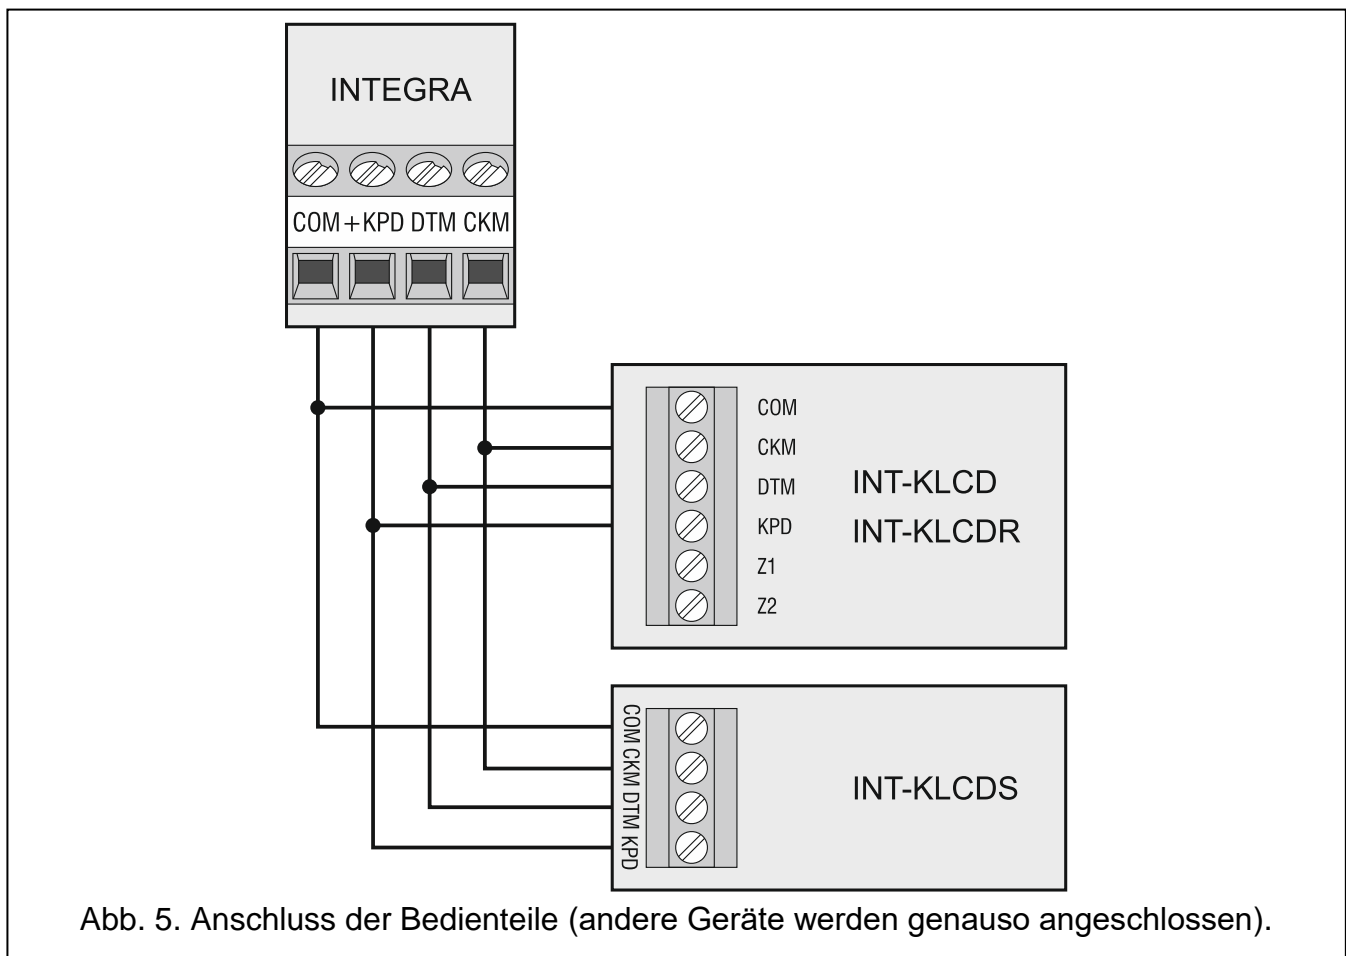 INTEGRA
COM +KPD DTM CKM
COM
CKM
DTM
KPD
Z1
Z2
INT-KLCD
INT-KLCDR
COM CKM DTM KPD
INT-KLCDS
Abb. 5. Anschluss der Bedienteile (andere Geräte werden genauso angeschlossen).